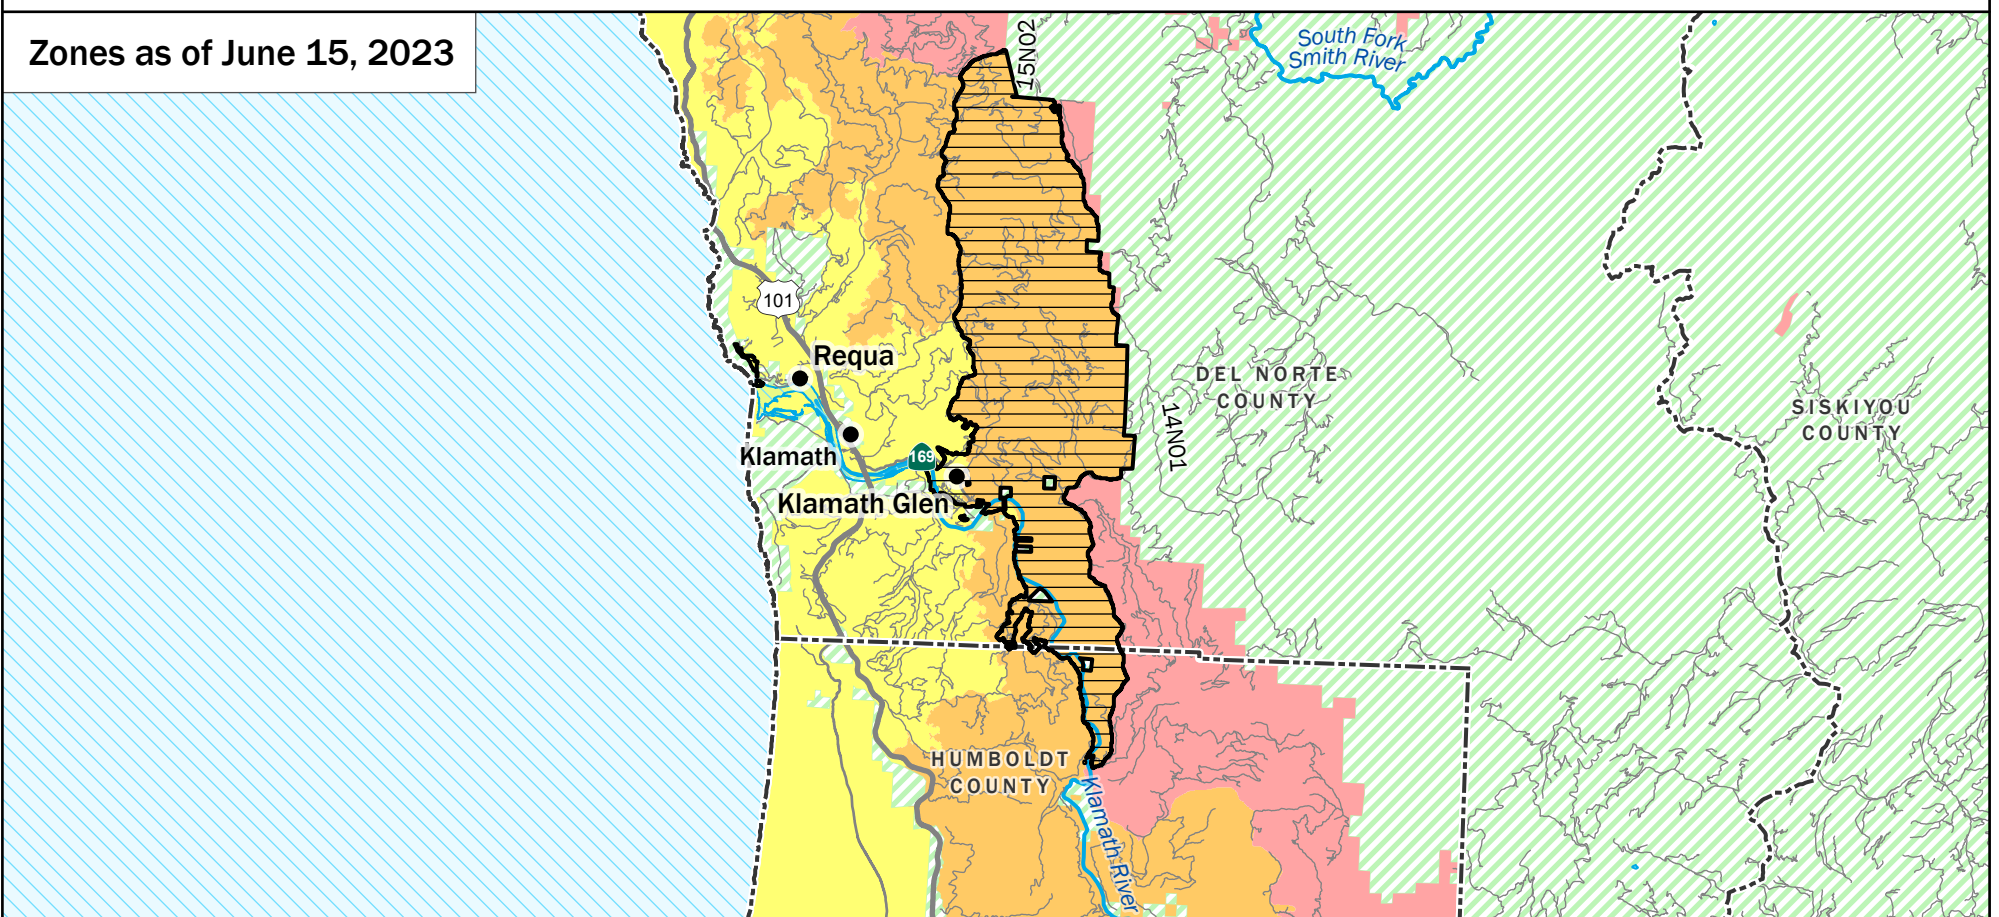 Zones as of June 15, 2023
15N02
South Fork
Smith River
101
Requa
DEL NORTE
COUNTY
14N01
SISKIYOU
COUNTY
Klamath
169
Klamath Glen
HUMBOLDT
COUNTY
Klamath River